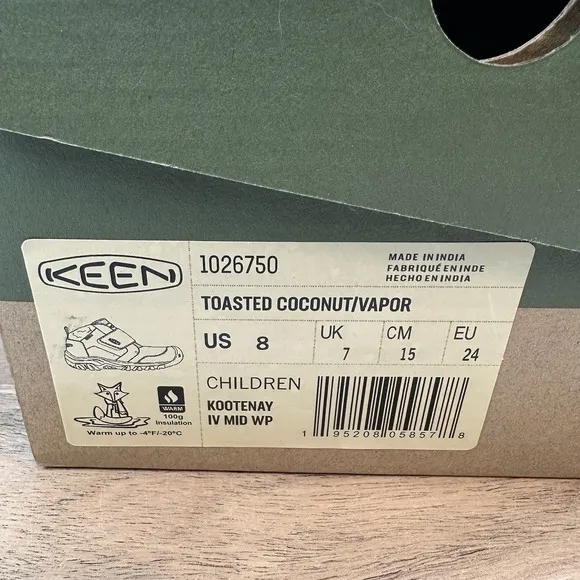 KEEN
1026750
MADE IN INDIA
FABRIQUÉ EN INDE
HECHO EN INDIA
TOASTED COCONUT/VAPOR
US 8
UK 7
CM 15
EU 24
WARM
100g
Insulation
Warm up to -4°F/-20°C
CHILDREN
KOOTENAY
IV MID WP
1 95208 05857 8